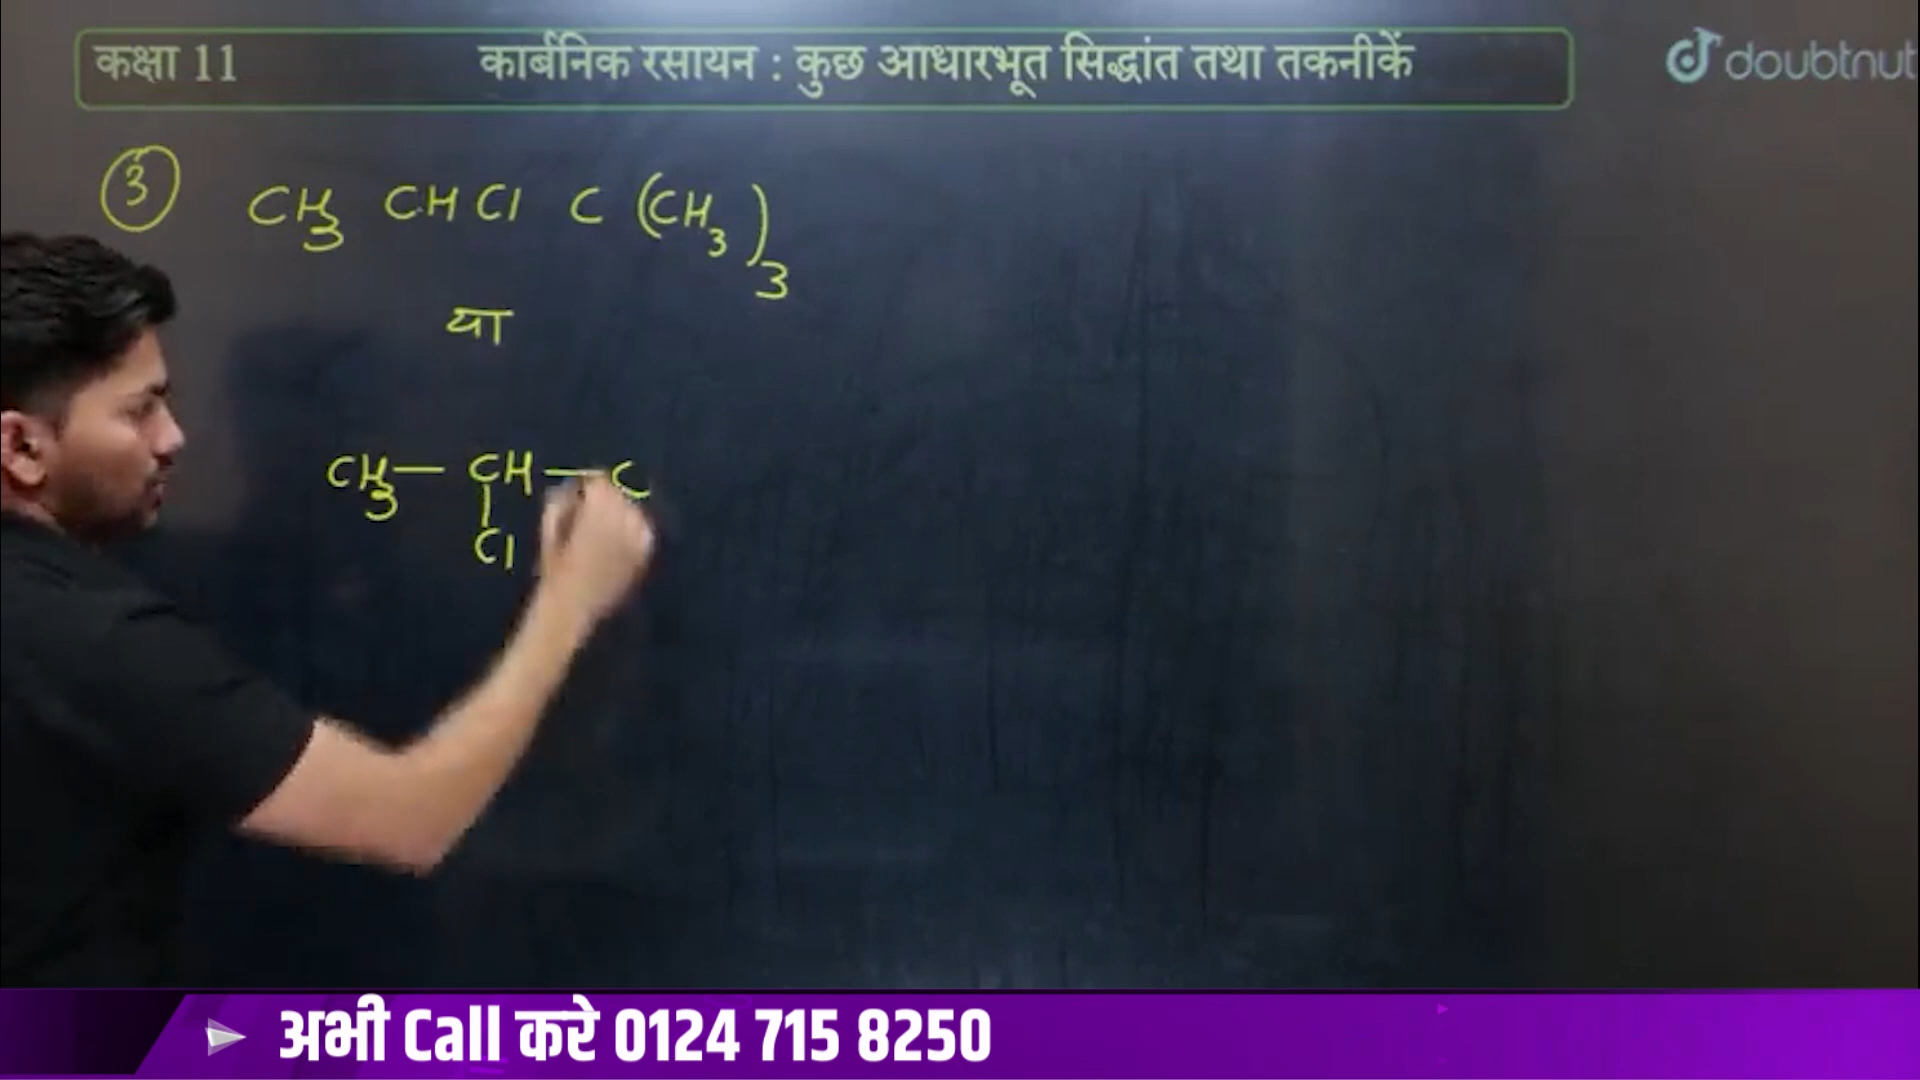 कक्षा 11 कार्बनिक रसायन : कुछ आधारभूत सिद्धांत तथा तकनीकें doubtnut
3 CH3 CHCl C (CH3)3
या
CH3 — CH — C
|
Cl
अभी Call करे 0124 715 8250